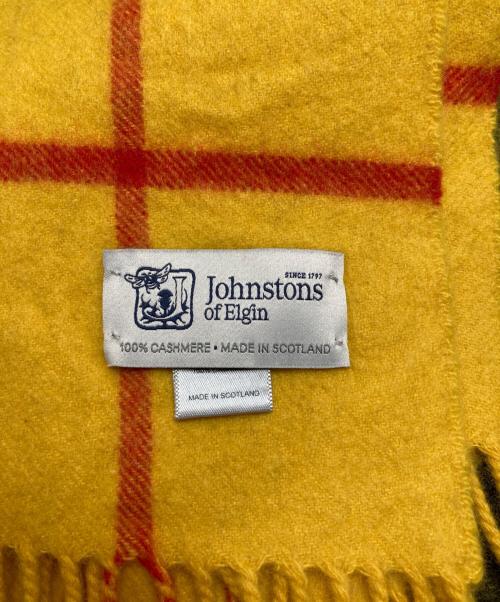 SINCE 1797
Johnstons
of Elgin
100% CASHMERE • MADE IN SCOTLAND
MADE IN SCOTLAND